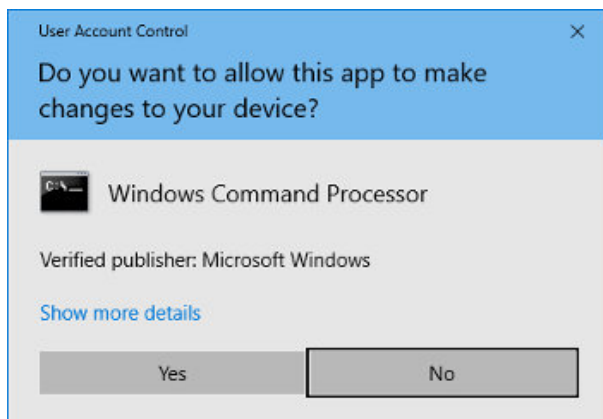 User Account Control
Do you want to allow this app to make
changes to your device?
C:\_
Windows Command Processor
Verified publisher: Microsoft Windows
Show more details
Yes
No